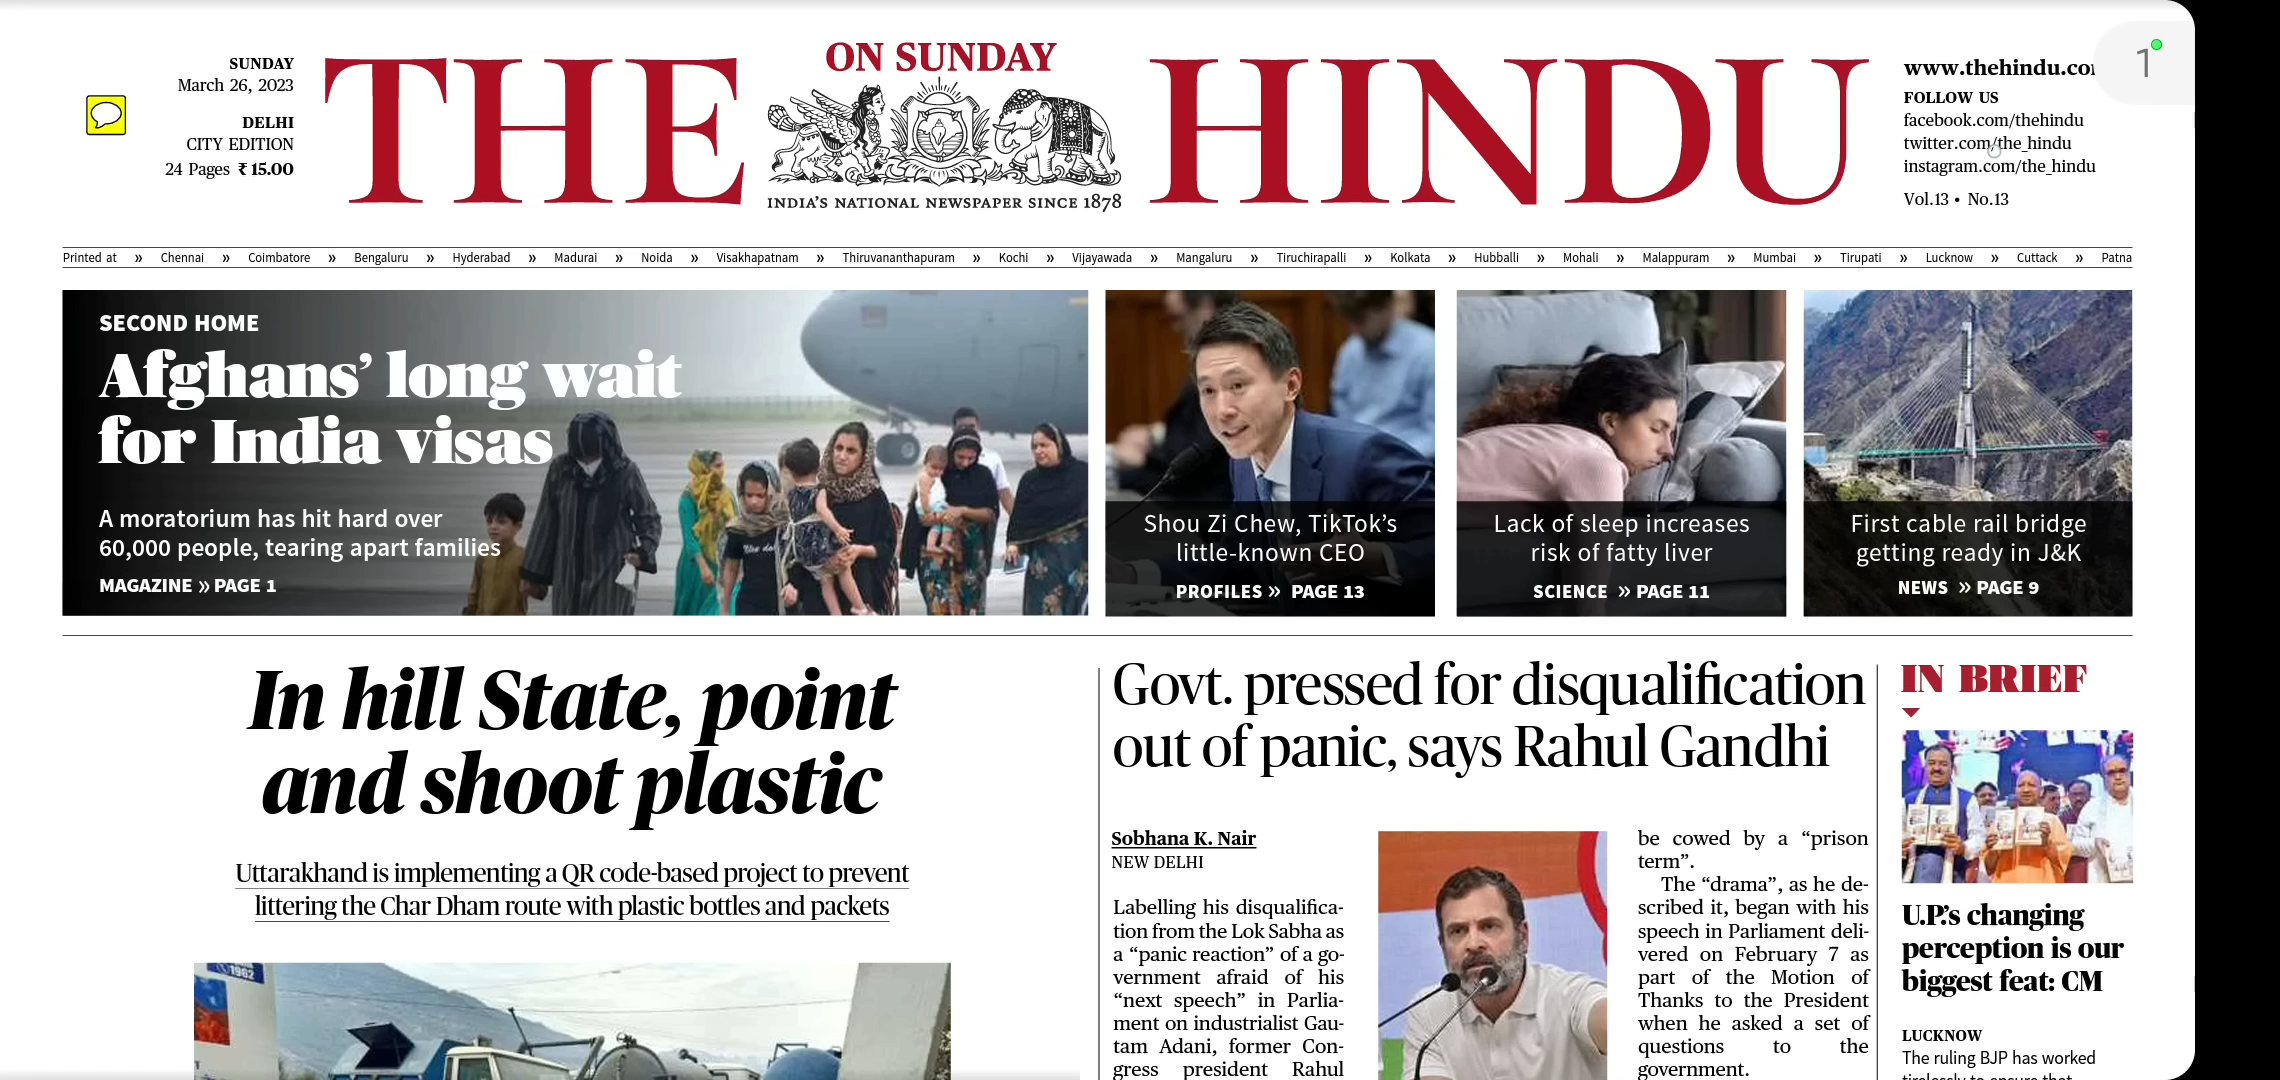 SUNDAY
March 26, 2023
DELHI
CITY EDITION
24 Pages ₹ 15.00
ON SUNDAY
THE HINDU
INDIA'S NATIONAL NEWSPAPER SINCE 1878
FOLLOW US
facebook.com/thehindu
twitter.com/the_hindu
instagram.com/the_hindu
Vol.13 • No.13
1
Printed at » Chennai » Coimbatore » Bengaluru » Hyderabad » Madurai » Noida » Visakhapatnam » Thiruvananthapuram » Kochi » Vijayawada » Mangaluru » Tiruchirapalli » Kolkata » Hubballi » Mohali » Malappuram » Mumbai » Tirupati » Lucknow » Cuttack » Patna
SECOND HOME
Afghans' long wait
for India visas
A moratorium has hit hard over
60,000 people, tearing apart families
MAGAZINE » PAGE 1
Shou Zi Chew, TikTok's
little-known CEO
PROFILES » PAGE 13
Lack of sleep increases
risk of fatty liver
SCIENCE » PAGE 11
First cable rail bridge
getting ready in J&K
NEWS » PAGE 9
In hill State, point
and shoot plastic
Uttarakhand is implementing a QR code-based project to prevent
littering the Char Dham route with plastic bottles and packets
1962
Govt. pressed for disqualification
out of panic, says Rahul Gandhi
Sobhana K. Nair
NEW DELHI
Labelling his disqualifica-
tion from the Lok Sabha as
a “panic reaction” of a go-
vernment afraid of his
“next speech” in Parlia-
ment on industrialist Gau-
tam Adani, former Con-
gress president Rahul
be cowed by a “prison
term”.
The “drama”, as he de-
scribed it, began with his
speech in Parliament deli-
vered on February 7 as
part of the Motion of
Thanks to the President
when he asked a set of
questions to the
government.
IN BRIEF
U.P.'s changing
perception is our
biggest feat: CM
LUCKNOW
The ruling BJP has worked